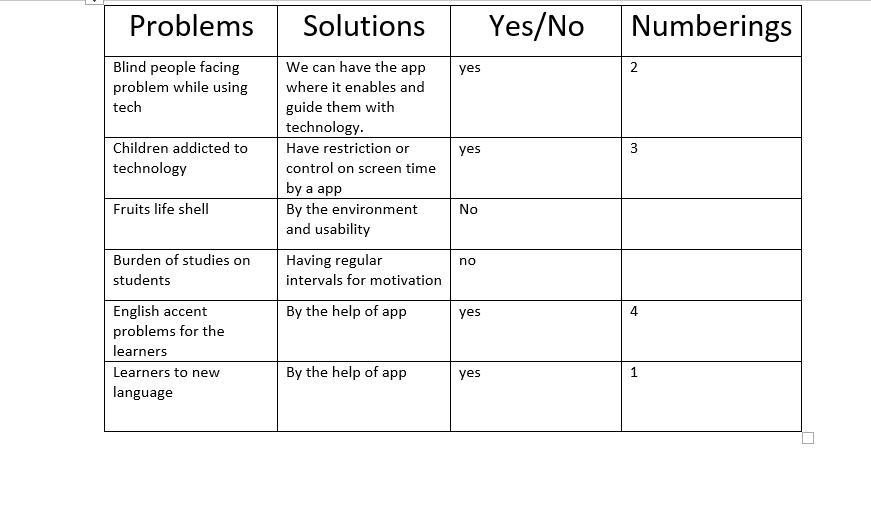 Problems Solutions Yes/No Numberings
Blind people facing
problem while using
tech
We can have the app
where it enables and
guide them with
technology.
yes
2
Children addicted to
technology
Have restriction or
control on screen time
by a app
yes
3
Fruits life shell
By the environment
and usability
No
Burden of studies on
students
Having regular
intervals for motivation
no
English accent
problems for the
learners
By the help of app
yes
4
Learners to new
language
By the help of app
yes
1